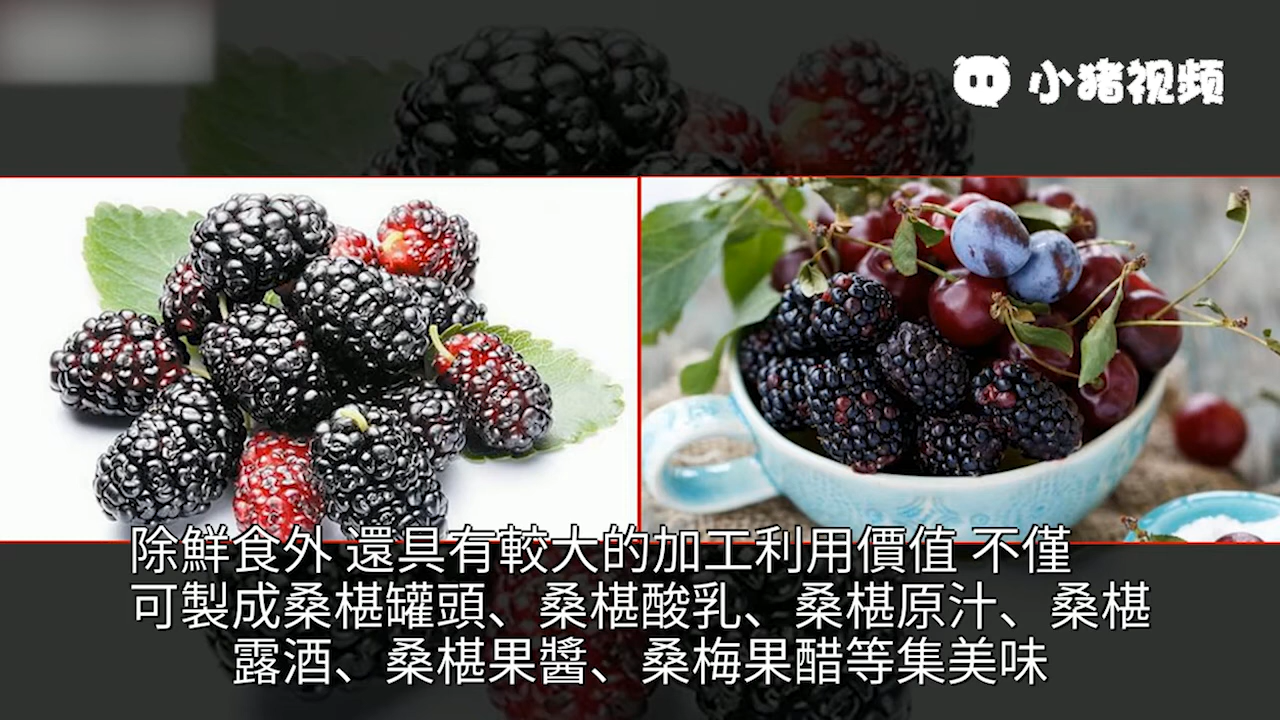 小猪视频
除鮮食外 還具有較大的加工利用價值 不僅
可製成桑椹罐頭、桑椹酸乳、桑椹原汁、桑椹
露酒、桑椹果醬、桑梅果醋等集美味